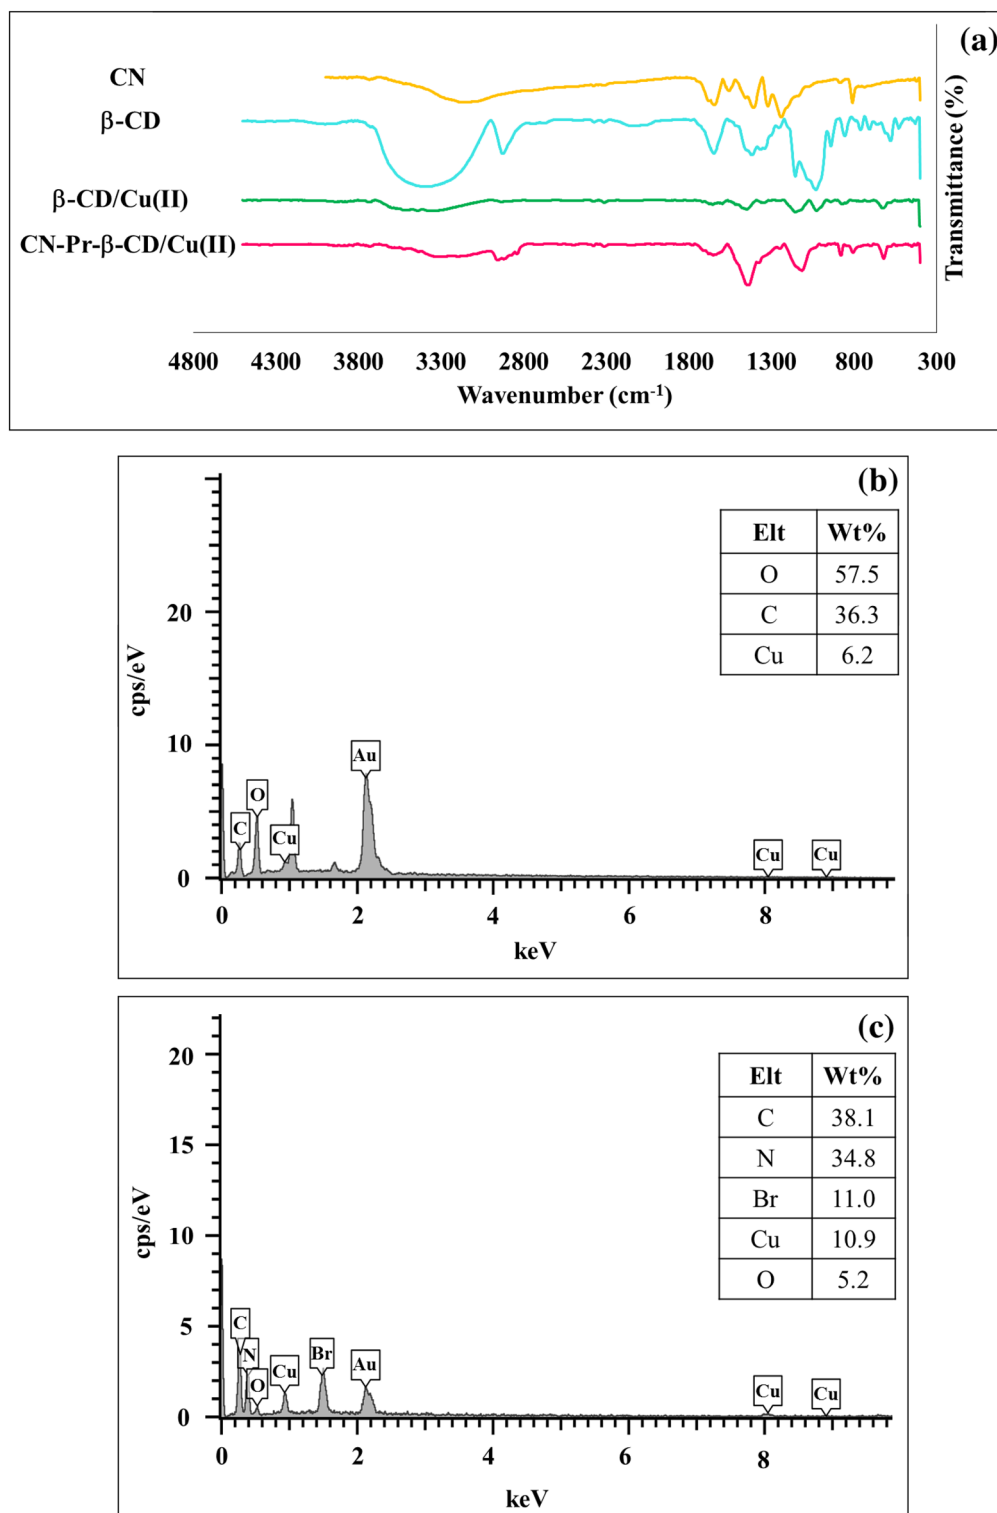 (a)
CN
β-CD
β-CD/Cu(II)
CN-Pr-β-CD/Cu(II)
Transmittance (%)
4800 4300 3800 3300 2800 2300 1800 1300 800 300
Wavenumber (cm⁻¹)
(b)
Elt Wt%
O 57.5
C 36.3
Cu 6.2
cps/eV
20
10
0
C
O
Cu
Au
Cu
Cu
0 2 4 6 8
keV
(c)
Elt Wt%
C 38.1
N 34.8
Br 11.0
Cu 10.9
O 5.2
cps/eV
20
15
10
5
0
C
N
O
Cu
Br
Au
Cu
Cu
0 2 4 6 8
keV